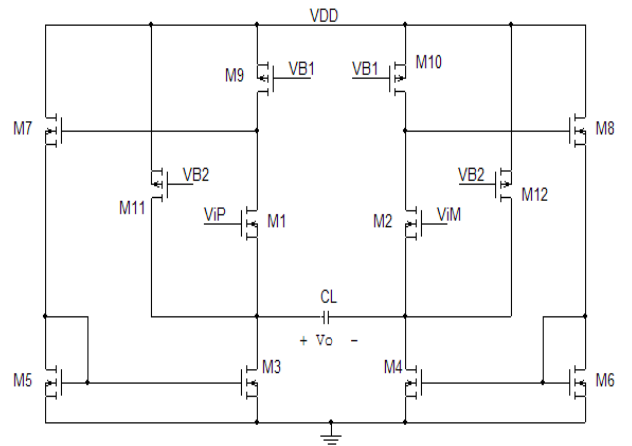 VDD
M9 VB1 VB1 M10
M7 M8
VB2 VB2
M11 M12
ViP M1 M2 ViM
CL
+ Vo -
M5 M3 M4 M6